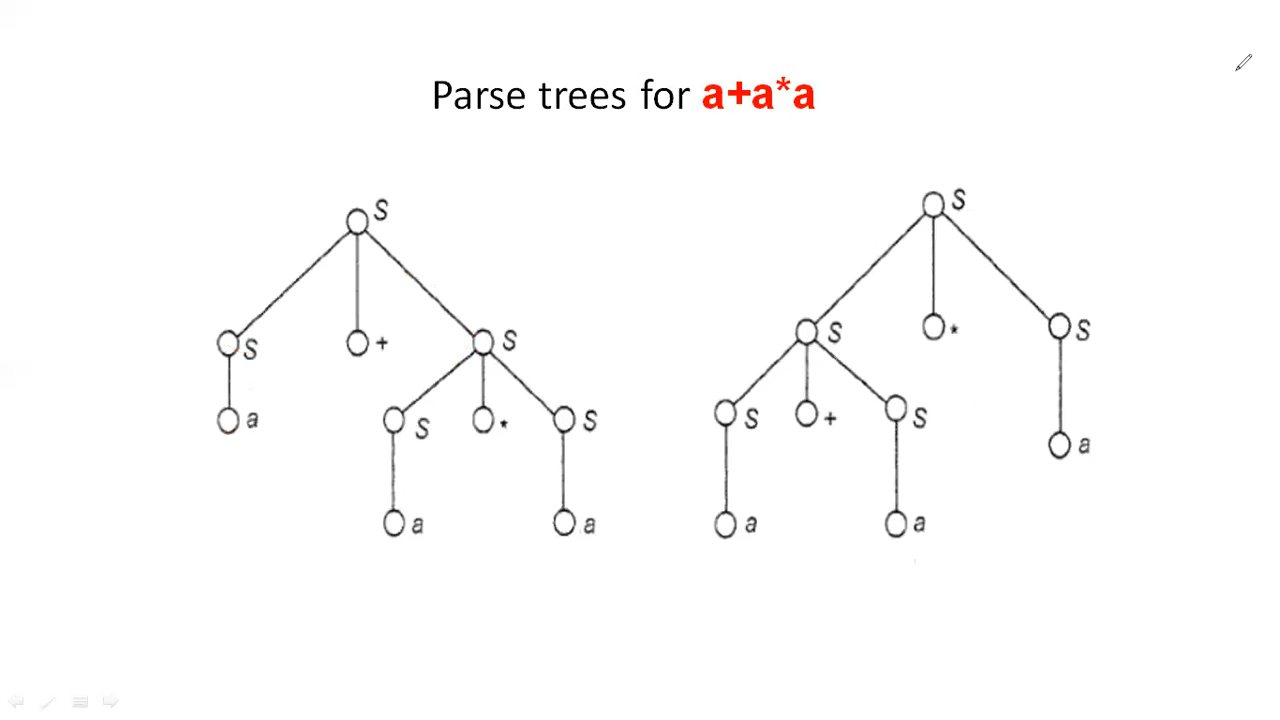 Parse trees for a+a*a
S S
S + S S * S
a S * S S + S a
a a a a